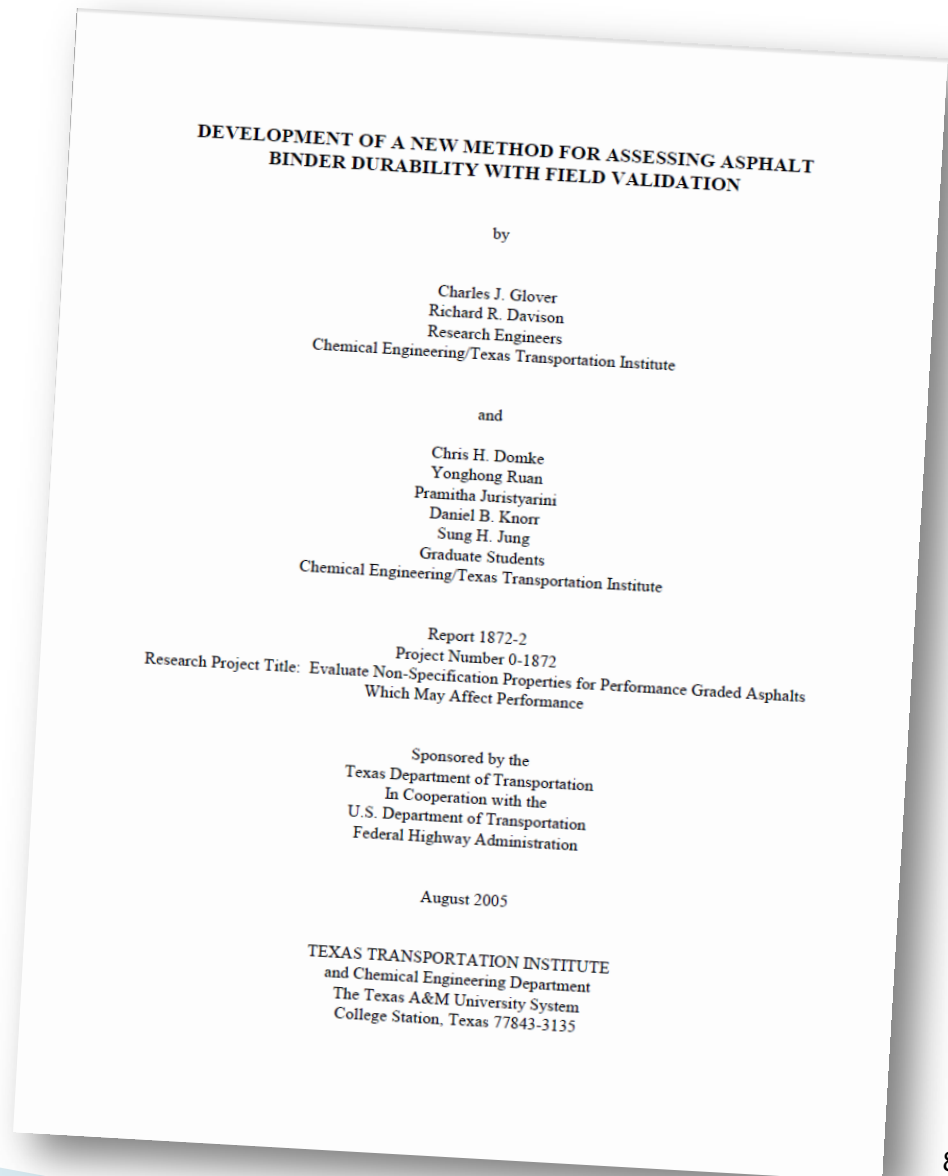 DEVELOPMENT OF A NEW METHOD FOR ASSESSING ASPHALT
BINDER DURABILITY WITH FIELD VALIDATION
by
Charles J. Glover
Richard R. Davison
Research Engineers
Chemical Engineering/Texas Transportation Institute
and
Chris H. Domke
Yonghong Ruan
Pramitha Juristyarini
Daniel B. Knorr
Sung H. Jung
Graduate Students
Chemical Engineering/Texas Transportation Institute
Report 1872-2
Project Number 0-1872
Research Project Title:  Evaluate Non-Specification Properties for Performance Graded Asphalts
Which May Affect Performance
Sponsored by the
Texas Department of Transportation
In Cooperation with the
U.S. Department of Transportation
Federal Highway Administration
August 2005
TEXAS TRANSPORTATION INSTITUTE
and Chemical Engineering Department
The Texas A&M University System
College Station, Texas 77843-3135